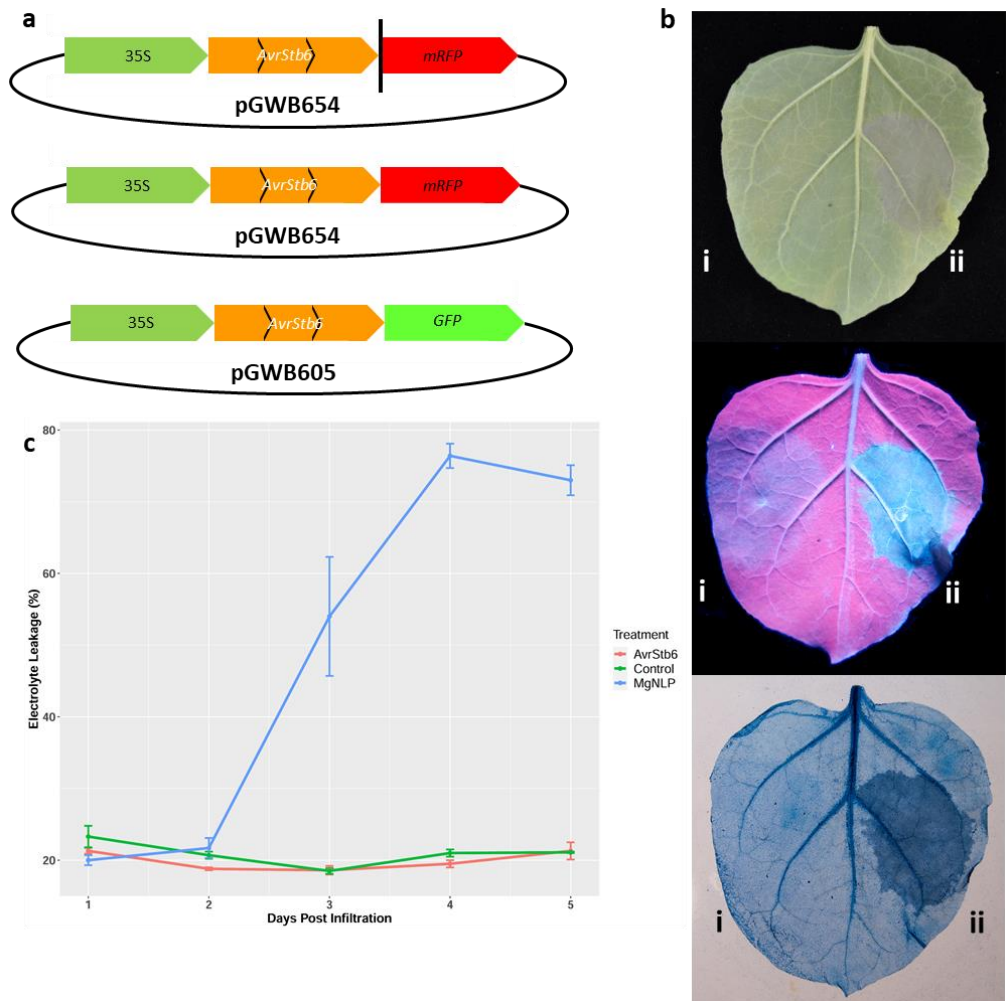 a
35S AvrStb6 mRFP
pGWB654
35S AvrStb6 mRFP
pGWB654
35S AvrStb6 GFP
pGWB605
b
i ii
i ii
i ii
c
80
60
40
20
Electrolyte Leakage (%)
1 2 3 4 5
Days Post Infiltration
Treatment
AvrStb6
Control
MgNLP